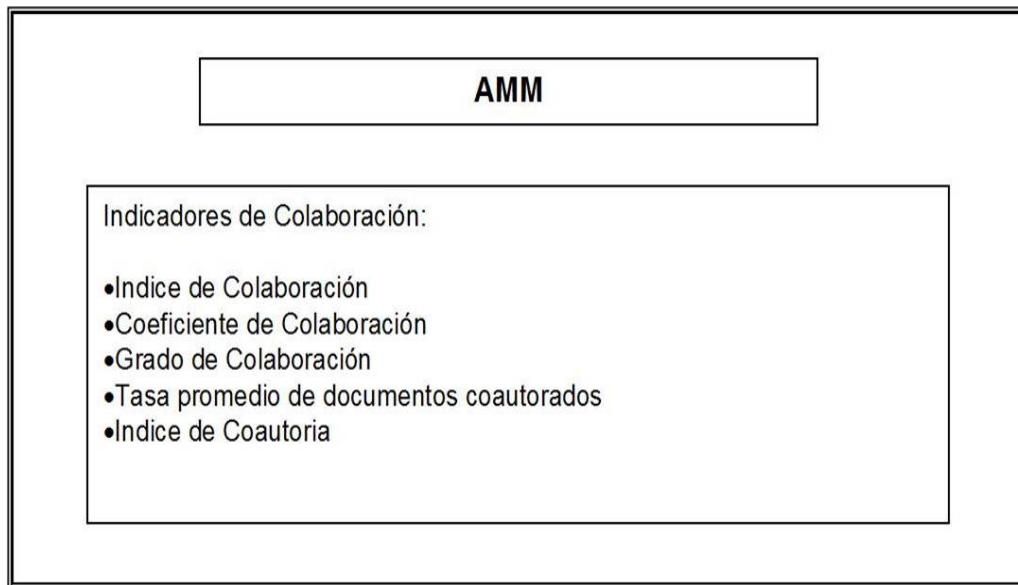 AMM
Indicadores de Colaboración:
•Indice de Colaboración
•Coeficiente de Colaboración
•Grado de Colaboración
•Tasa promedio de documentos coautorados
•Indice de Coautoria